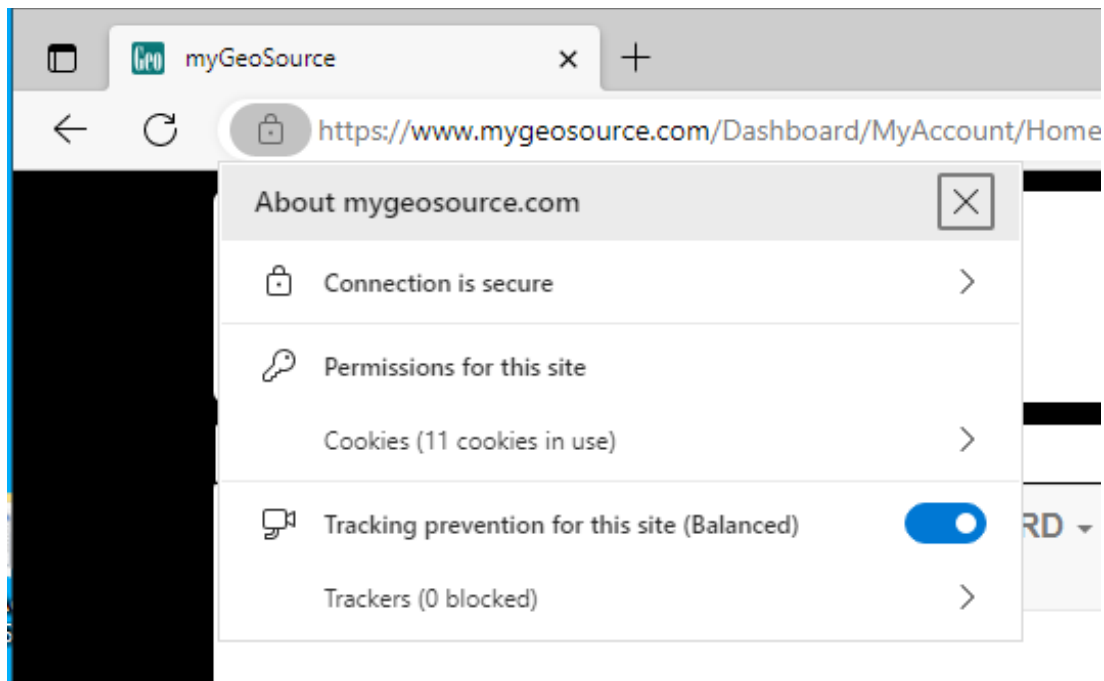 Geo myGeoSource
https://www.mygeosource.com/Dashboard/MyAccount/Home
About mygeosource.com
Connection is secure
Permissions for this site
Cookies (11 cookies in use)
Tracking prevention for this site (Balanced)
RD
Trackers (0 blocked)